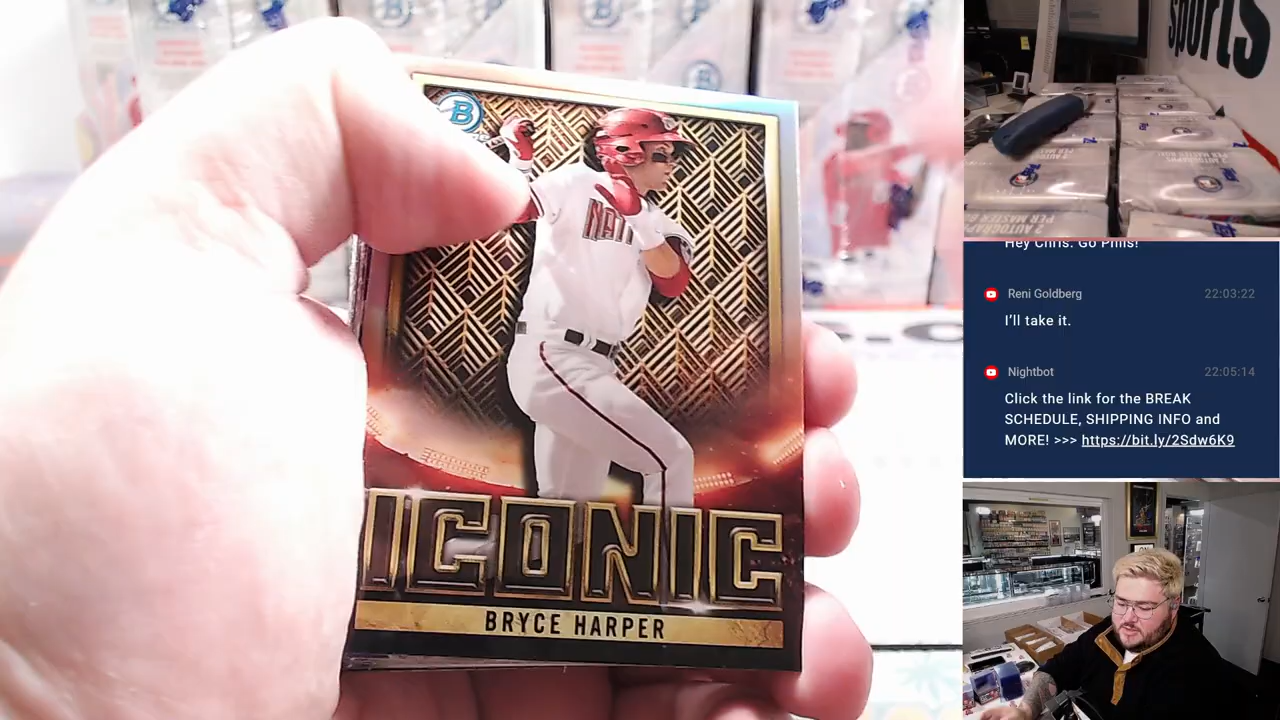 B
NATI
ICONIC
BRYCE HARPER
sports
2 AUTOGRAPHS
PER MASTER BOX
Hey Chris. Go Phils!
Reni Goldberg 22:03:22
I'll take it.
Nightbot 22:05:14
Click the link for the BREAK
SCHEDULE, SHIPPING INFO and
MORE! >>> https://bit.ly/2Sdw6K9